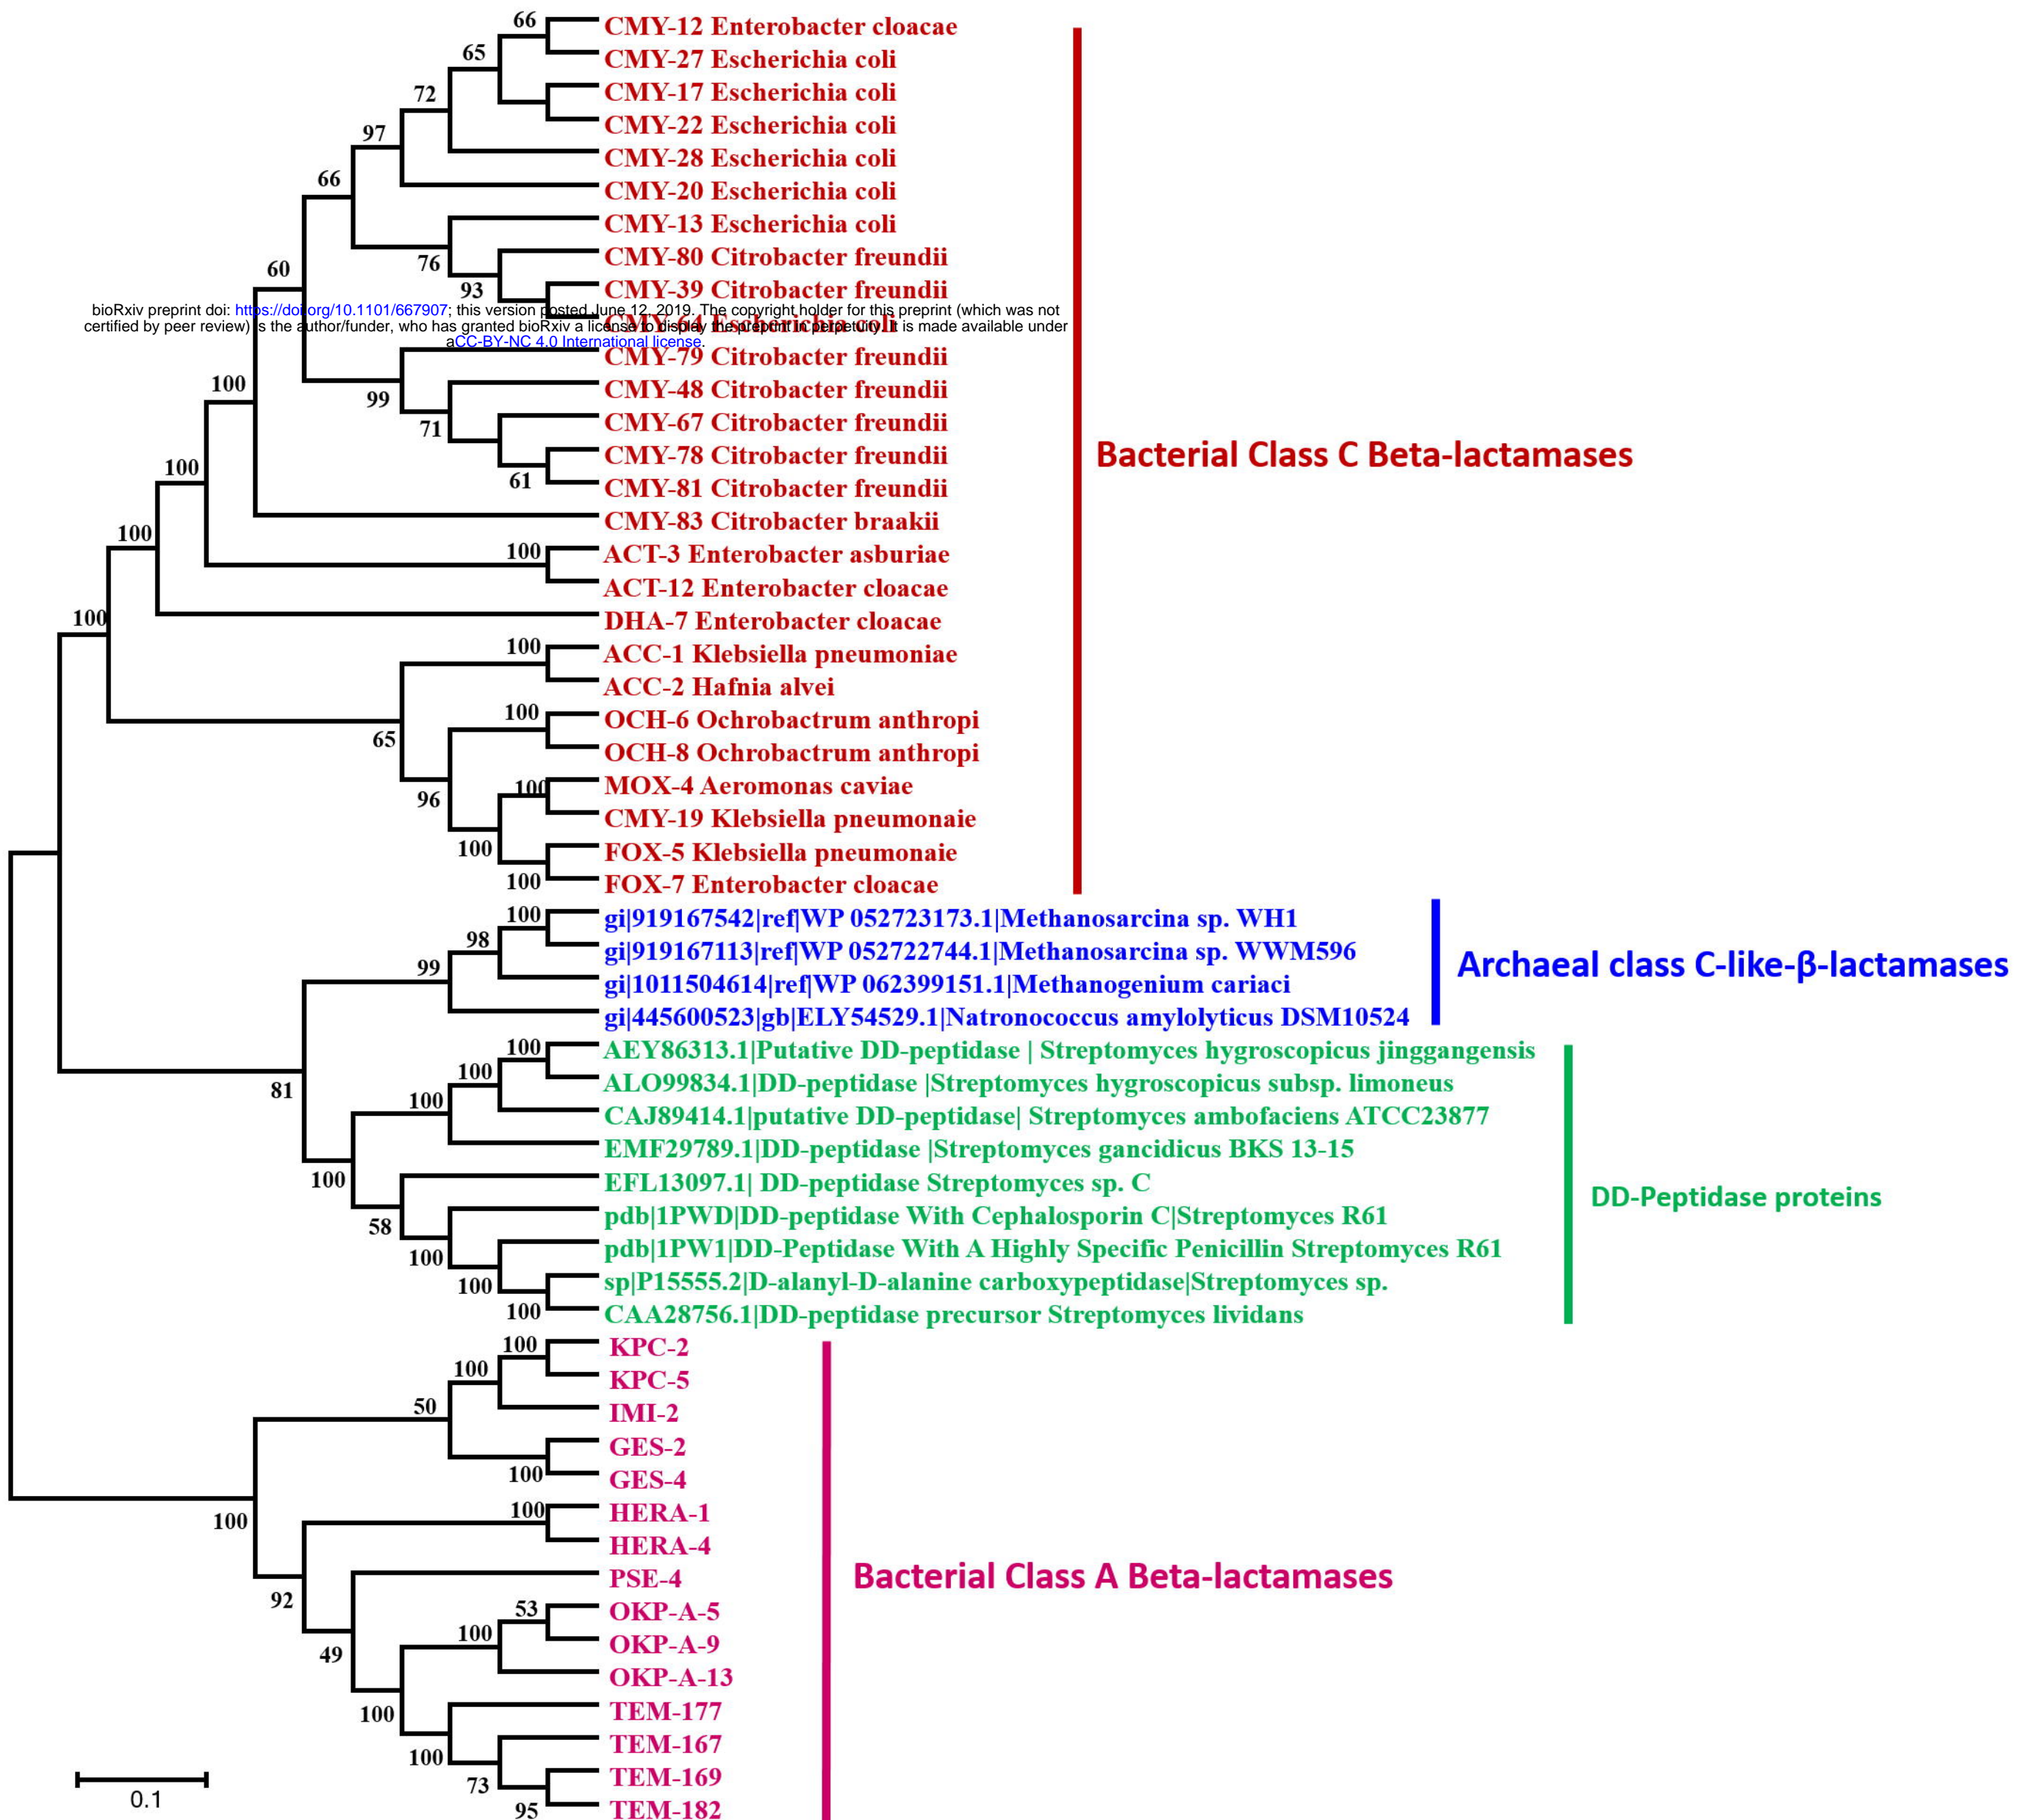 66
CMY-12 Enterobacter cloacae
65
CMY-27 Escherichia coli
CMY-17 Escherichia coli
72
CMY-22 Escherichia coli
97
CMY-28 Escherichia coli
66
CMY-20 Escherichia coli
CMY-13 Escherichia coli
76
CMY-80 Citrobacter freundii
60
93
CMY-39 Citrobacter freundii
bioRxiv preprint doi: https://doi.org/10.1101/667907; this version posted June 12, 2019. The copyright holder for this preprint (which was not
CMY-64 Escherichia coli
certified by peer review) is the author/funder, who has granted bioRxiv a license to display the preprint in perpetuity. It is made available under
aCC-BY-NC 4.0 International license.
CMY-79 Citrobacter freundii
100
99
CMY-48 Citrobacter freundii
71
CMY-67 Citrobacter freundii
CMY-78 Citrobacter freundii
Bacterial Class C Beta-lactamases
61
CMY-81 Citrobacter freundii
100
CMY-83 Citrobacter braakii
100
100
ACT-3 Enterobacter asburiae
ACT-12 Enterobacter cloacae
100
DHA-7 Enterobacter cloacae
100
ACC-1 Klebsiella pneumoniae
ACC-2 Hafnia alvei
100
OCH-6 Ochrobactrum anthropi
65
OCH-8 Ochrobactrum anthropi
100
MOX-4 Aeromonas caviae
96
CMY-19 Klebsiella pneumonaie
100
FOX-5 Klebsiella pneumonaie
100
FOX-7 Enterobacter cloacae
100
gi|919167542|ref|WP 052723173.1|Methanosarcina sp. WH1
98
gi|919167113|ref|WP 052722744.1|Methanosarcina sp. WWM596
Archaeal class C-like-β-lactamases
99
gi|1011504614|ref|WP 062399151.1|Methanogenium cariaci
gi|445600523|gb|ELY54529.1|Natronococcus amylolyticus DSM10524
100
AEY86313.1|Putative DD-peptidase | Streptomyces hygroscopicus jinggangensis
100
ALO99834.1|DD-peptidase |Streptomyces hygroscopicus subsp. limoneus
81
100
CAJ89414.1|putative DD-peptidase| Streptomyces ambofaciens ATCC23877
EMF29789.1|DD-peptidase |Streptomyces gancidicus BKS 13-15
100
EFL13097.1| DD-peptidase Streptomyces sp. C
DD-Peptidase proteins
58
pdb|1PWD|DD-peptidase With Cephalosporin C|Streptomyces R61
100
pdb|1PW1|DD-Peptidase With A Highly Specific Penicillin Streptomyces R61
100
sp|P15555.2|D-alanyl-D-alanine carboxypeptidase|Streptomyces sp.
100
CAA28756.1|DD-peptidase precursor Streptomyces lividans
100
KPC-2
100
KPC-5
50
IMI-2
GES-2
100
GES-4
100
100
HERA-1
HERA-4
92
PSE-4
Bacterial Class A Beta-lactamases
53
OKP-A-5
49
100
OKP-A-9
OKP-A-13
100
TEM-177
100
TEM-167
73
TEM-169
95
TEM-182
0.1